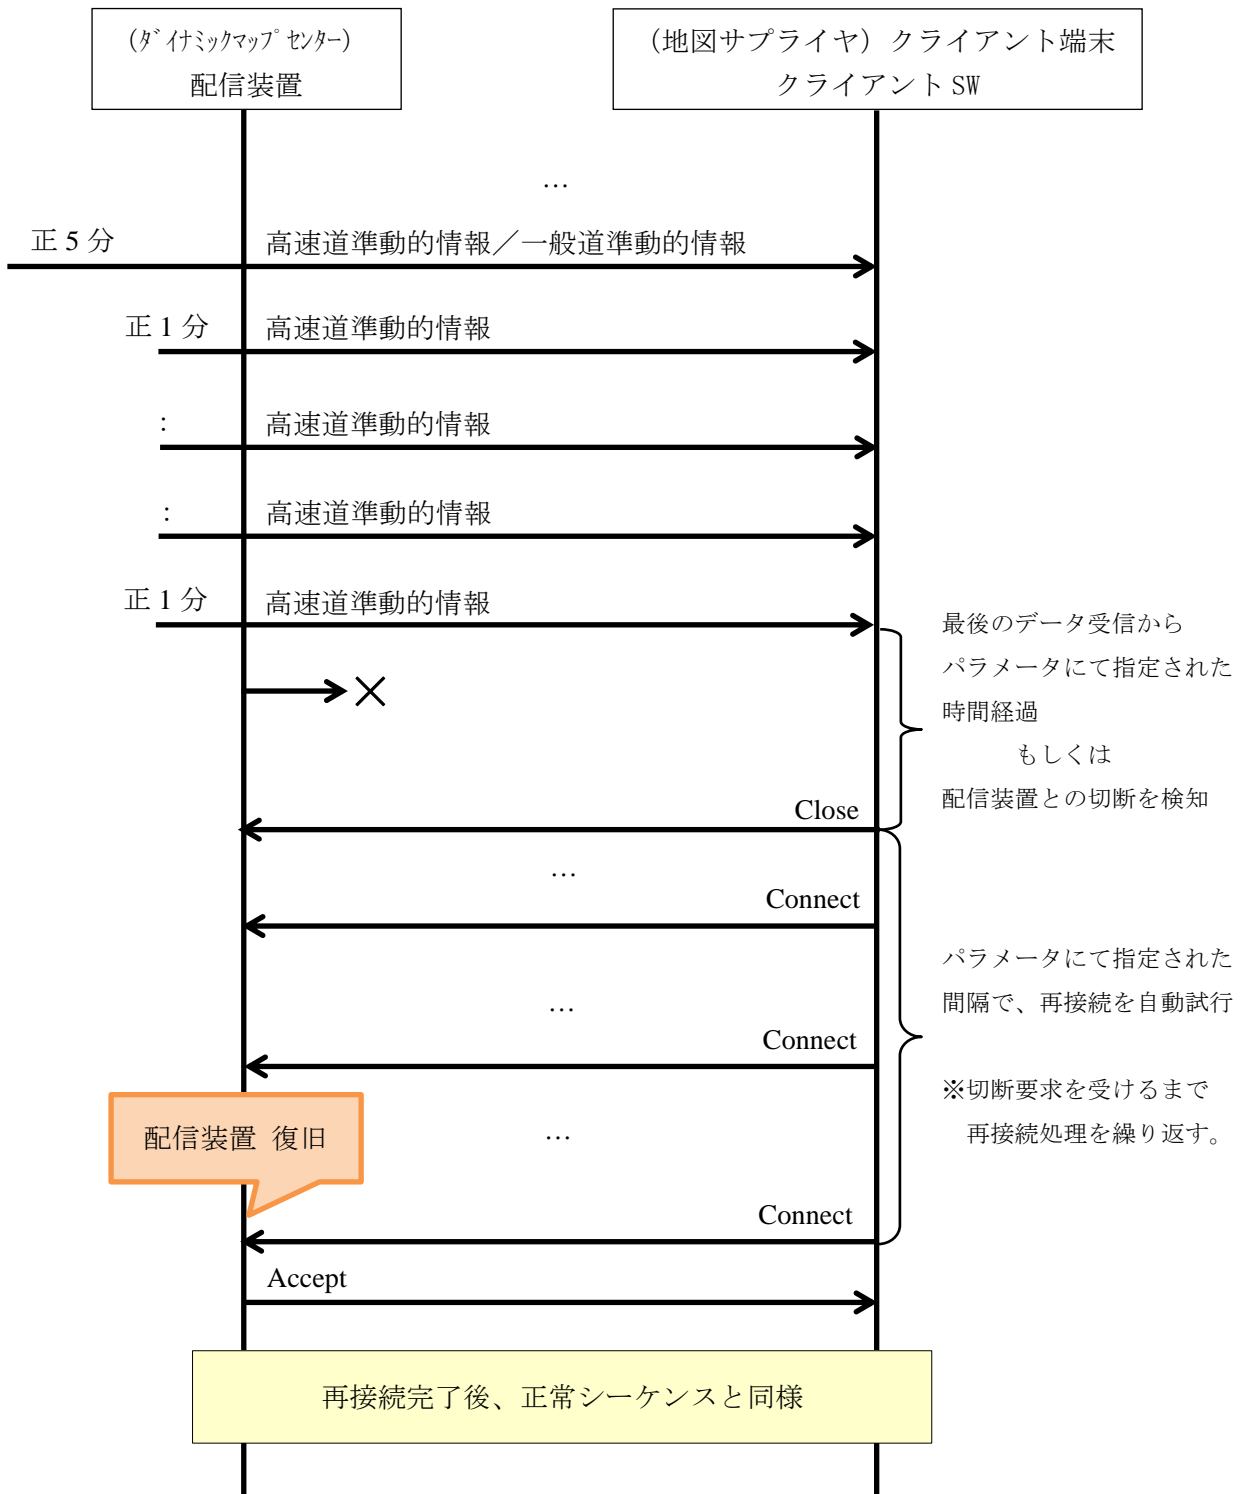 (ﾀﾞｲﾅﾐｯｸﾏｯﾌﾟｾﾝﾀｰ)
配信装置
(地図サプライヤ) クライアント端末
クライアント SW
…
正 5 分
高速道準動的情報／一般道準動的情報
正 1 分
高速道準動的情報
:
高速道準動的情報
:
高速道準動的情報
正 1 分
高速道準動的情報
最後のデータ受信から
パラメータにて指定された
時間経過
もしくは
配信装置との切断を検知
Close
…
Connect
パラメータにて指定された
間隔で、再接続を自動試行
…
Connect
※切断要求を受けるまで
再接続処理を繰り返す。
配信装置 復旧
…
Connect
Accept
再接続完了後、正常シーケンスと同様